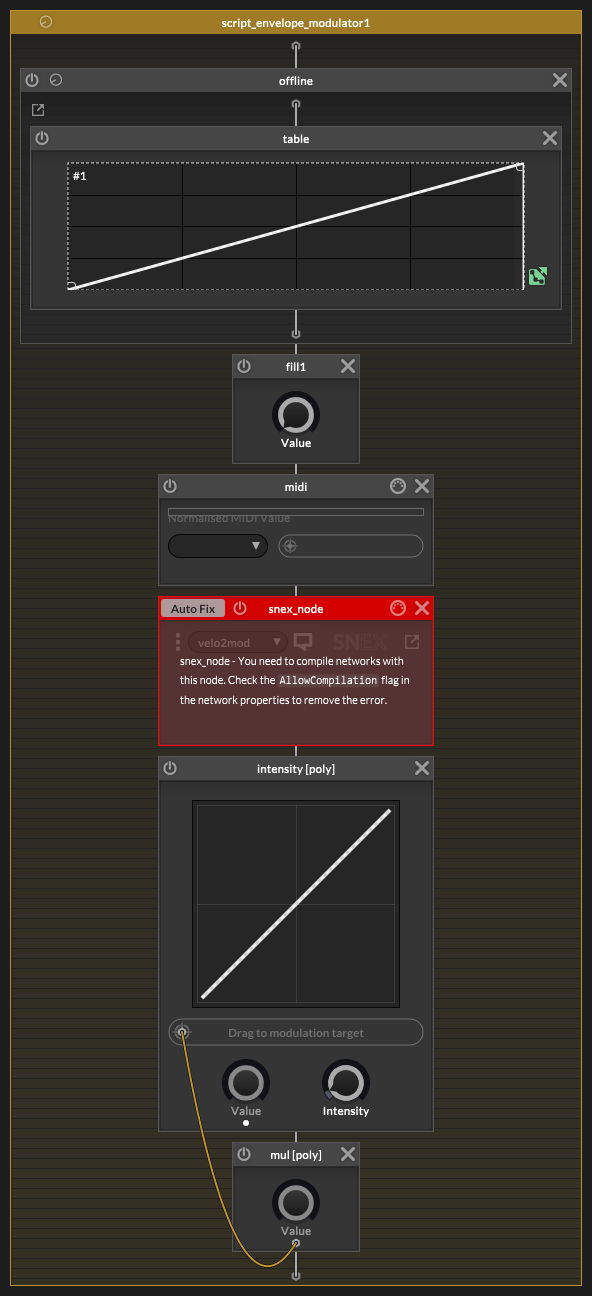 script_envelope_modulator1
offline
table
#1
fill1
Value
midi
Normalised MIDI Value
Auto Fix
snex_node
velo2mod
SNEX
snex_node - You need to compile networks with
this node. Check the AllowCompilation flag in
the network properties to remove the error.
intensity [poly]
Drag to modulation target
Value
Intensity
mul [poly]
Value